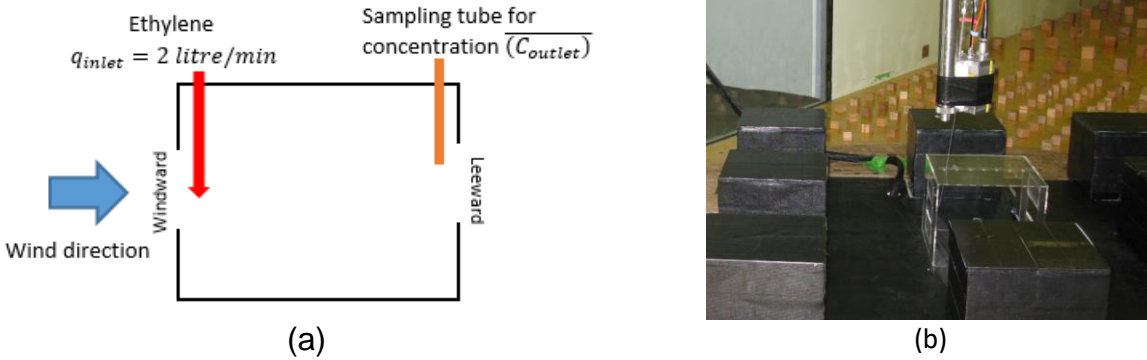 Ethylene
q_inlet = 2 litre/min
Sampling tube for
concentration (C_outlet)
Windward
Leeward
Wind direction
(a)
(b)